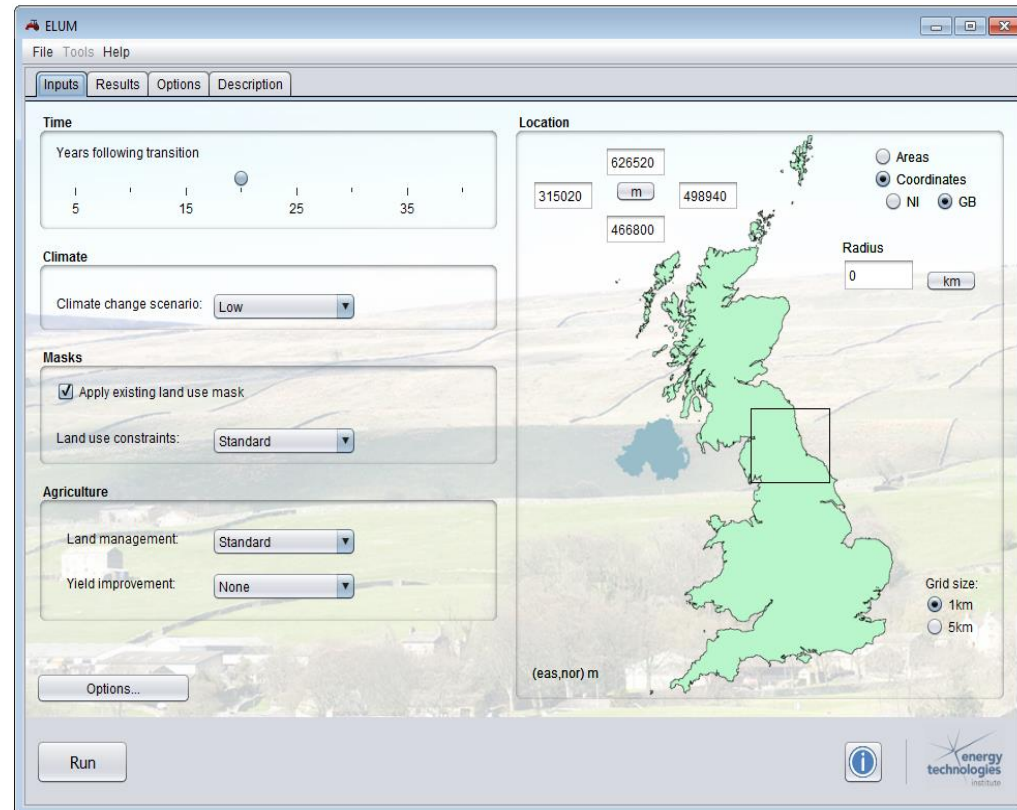 ELUM
File Tools Help
Inputs Results Options Description
Time
Years following transition
5 15 25 35
Climate
Climate change scenario: Low
Masks
Apply existing land use mask
Land use constraints: Standard
Agriculture
Land management: Standard
Yield improvement: None
Options...
Location
626520
315020 m 498940
466800
Areas
Coordinates
NI GB
Radius
0 km
Grid size:
1km
5km
(eas,nor) m
Run
energy
technologies
institute